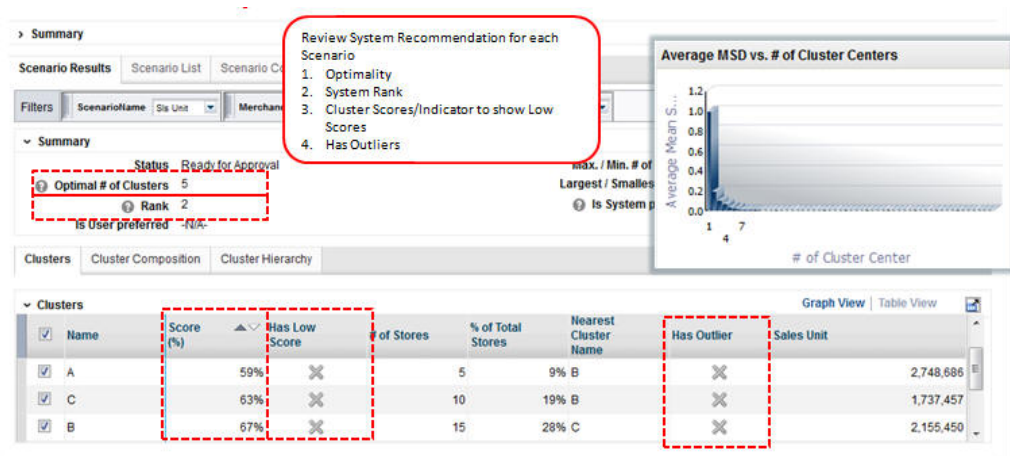 Summary
Review System Recommendation for each
Scenario
1. Optimality
2. System Rank
3. Cluster Scores/Indicator to show Low
Scores
4. Has Outliers
Scenario Results Scenario List Scenario
Filters ScenarioName Sls Unit
Summary
Status Ready for Approval
Optimal # of Clusters 5
Rank 2
Is User preferred -N/A-
Max. / Min. # of
Is System
Average MSD vs. # of Cluster Centers
Average Mean S...
1.2
1.0
0.8
0.6
0.4
0.2
0.0
1 4 7
# of Cluster Center
Clusters Cluster Composition Cluster Hierarchy
Clusters Graph View Table View
Name Score (%) Has Low Score # of Stores % of Total Stores Nearest Cluster Name Has Outlier Sales Unit
A 59% 5 9% B 2,748,686
C 63% 10 19% B 1,737,457
B 67% 15 28% C 2,155,450